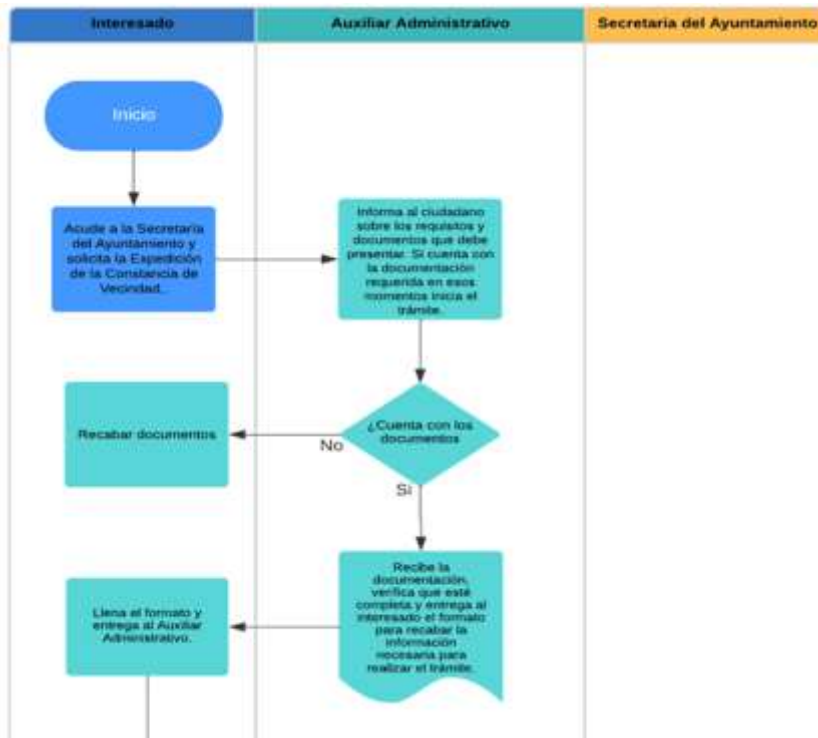 Interesado
Auxiliar Administrativo
Secretaria del Ayuntamiento
Inicio
Acude a la Secretaría
del Ayuntamiento y
solicita la Expedición
de la Constancia de
Vecindad.
Informa al ciudadano
sobre los requisitos y
documentos que debe
presentar. Si cuenta con
la documentación
requerida en esos
momentos inicia el
trámite.
Recabar documentos
No
¿Cuenta con los
documentos
Si
Llena el formato y
entrega al Auxiliar
Administrativo.
Recibe la
documentación,
verifica que esté
completa y entrega al
interesado el formato
para recabar la
información
necesaria para
realizar el trámite.